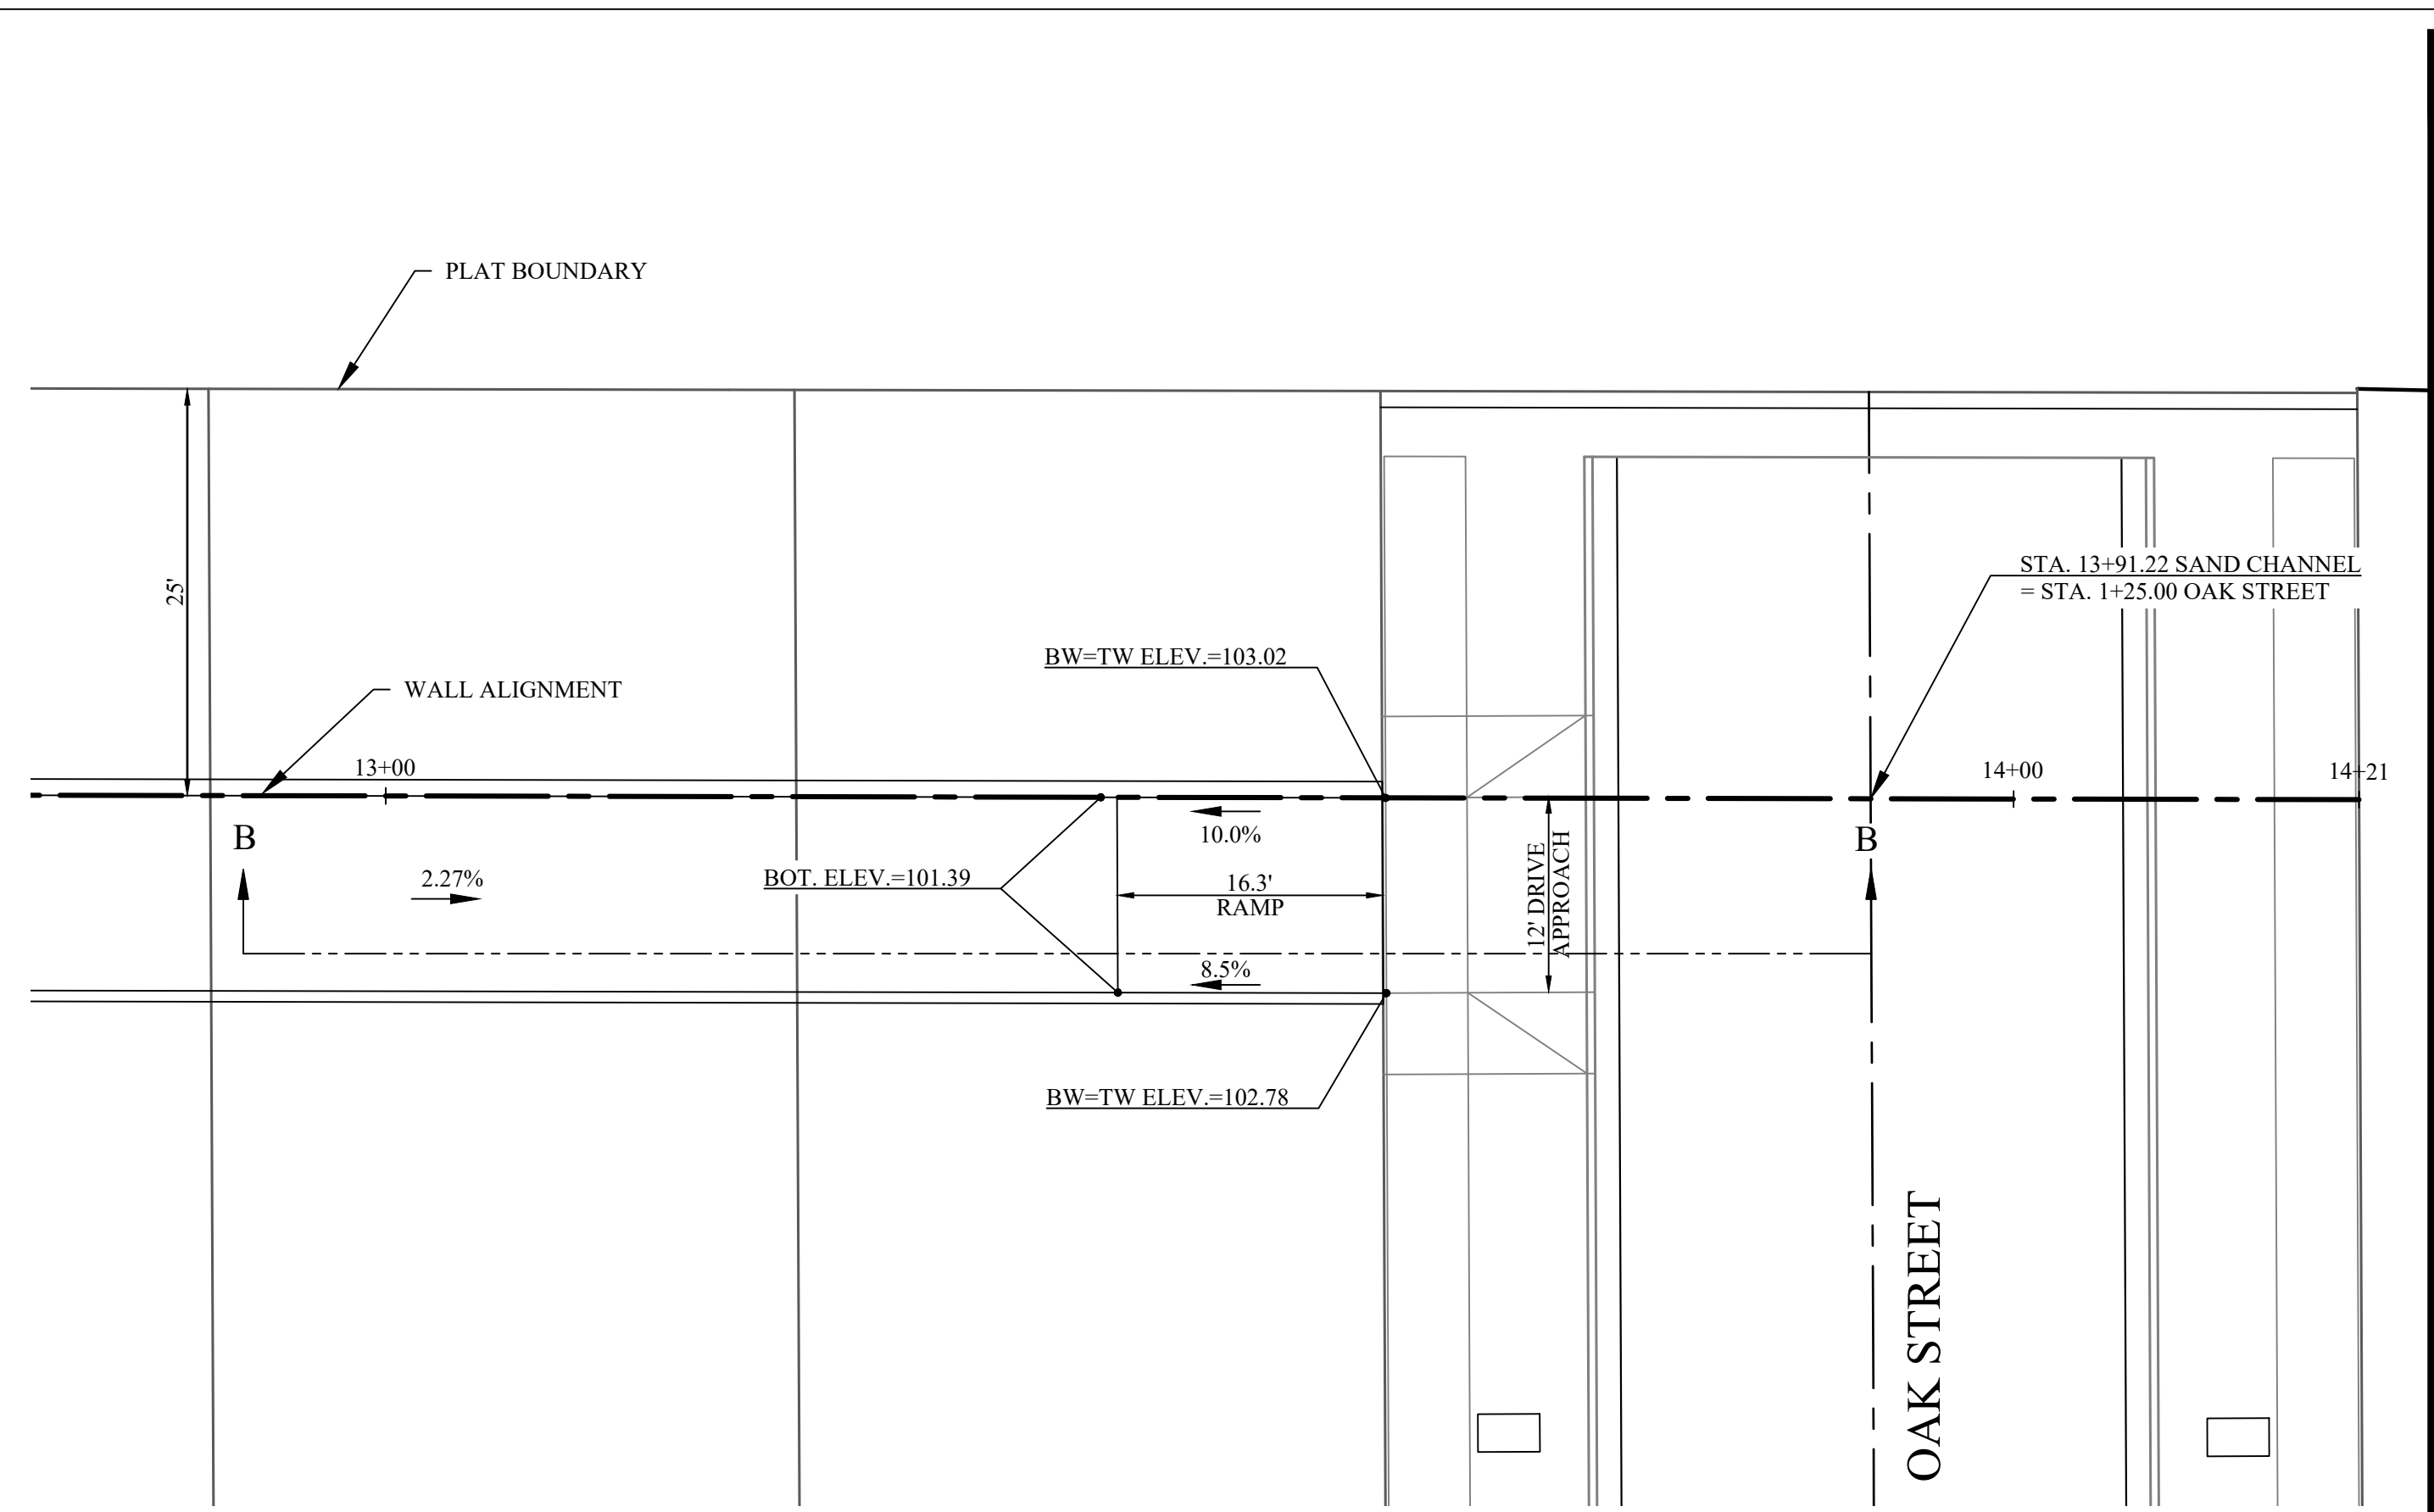 PLAT BOUNDARY
25'
STA. 13+91.22 SAND CHANNEL
= STA. 1+25.00 OAK STREET
BW=TW ELEV.=103.02
WALL ALIGNMENT
13+00
14+00
14+21
B
B
10.0%
12' DRIVE
APPROACH
2.27%
BOT. ELEV.=101.39
16.3'
RAMP
8.5%
BW=TW ELEV.=102.78
OAK STREET